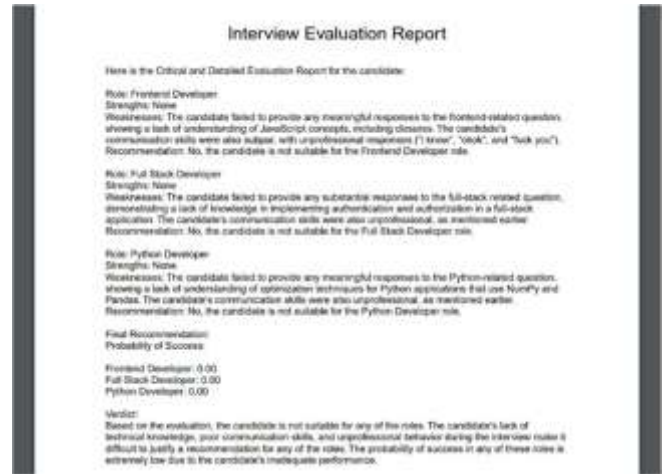 Interview Evaluation Report
Here is the Critical and Detailed Evaluation Report for the candidate:
Role: Frontend Developer
Strengths: None
Weaknesses: The candidate failed to provide any meaningful responses to the frontend-related question,
showing a lack of understanding of JavaScript concepts, including closures. The candidate's
communication skills were also subpar, with unprofessional responses ("i know", "okok", and "fuck you").
Recommendation: No, the candidate is not suitable for the Frontend Developer role.
Role: Full Stack Developer
Strengths: None
Weaknesses: The candidate failed to provide any substantive responses to the full-stack related question,
demonstrating a lack of knowledge in implementing authentication and authorization in a full-stack
application. The candidate's communication skills were also unprofessional, as mentioned earlier.
Recommendation: No, the candidate is not suitable for the Full Stack Developer role.
Role: Python Developer
Strengths: None
Weaknesses: The candidate failed to provide any meaningful responses to the Python-related question,
showing a lack of understanding of optimization techniques for Python applications that use NumPy and
Pandas. The candidate's communication skills were also unprofessional, as mentioned earlier.
Recommendation: No, the candidate is not suitable for the Python Developer role.
Final Recommendation:
Probability of Success
Frontend Developer: 0.00
Full Stack Developer: 0.00
Python Developer: 0.00
Verdict:
Based on the evaluation, the candidate is not suitable for any of the roles. The candidate's lack of
technical knowledge, poor communication skills, and unprofessional behavior during the interview make it
difficult to justify a recommendation for any of the roles. The probability of success in any of these roles is
extremely low due to the candidate's inadequate performance.